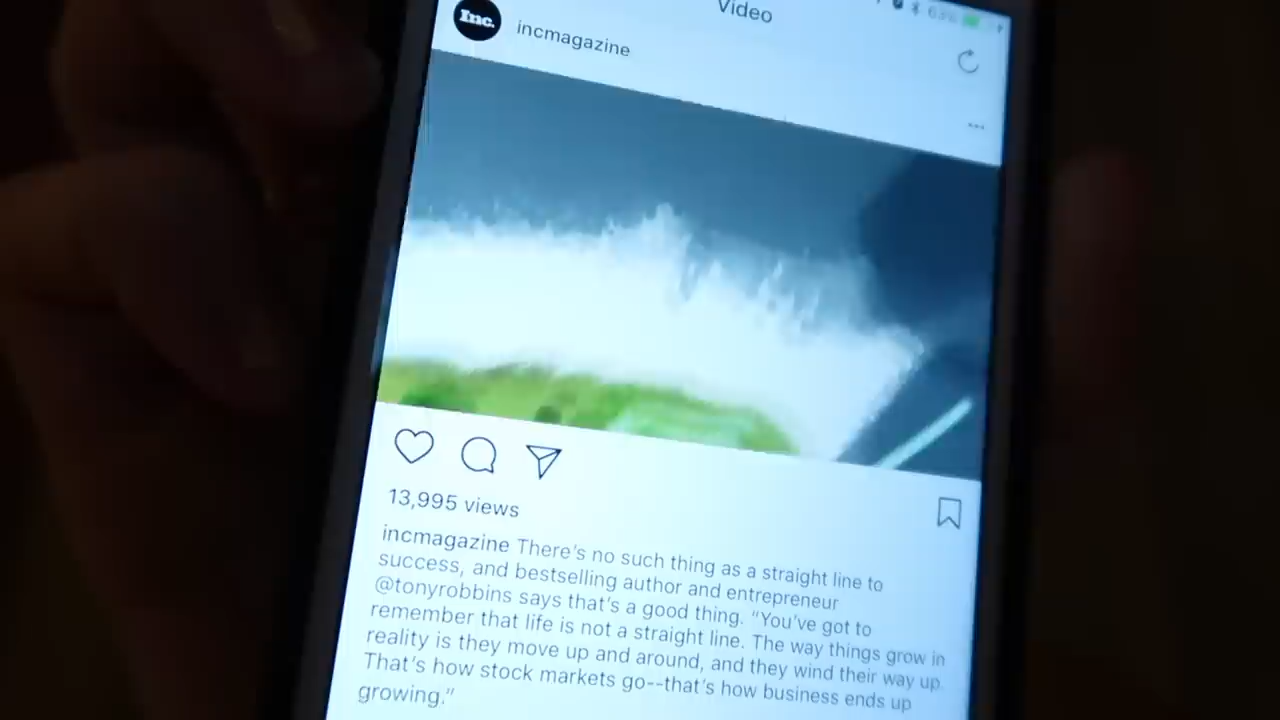 Video
63%
Inc.
incmagazine
13,995 views
incmagazine There's no such thing as a straight line to
success, and bestselling author and entrepreneur
@tonyrobbins says that's a good thing. "You've got to
remember that life is not a straight line. The way things grow in
reality is they move up and around, and they wind their way up.
That's how stock markets go--that's how business ends up
growing."